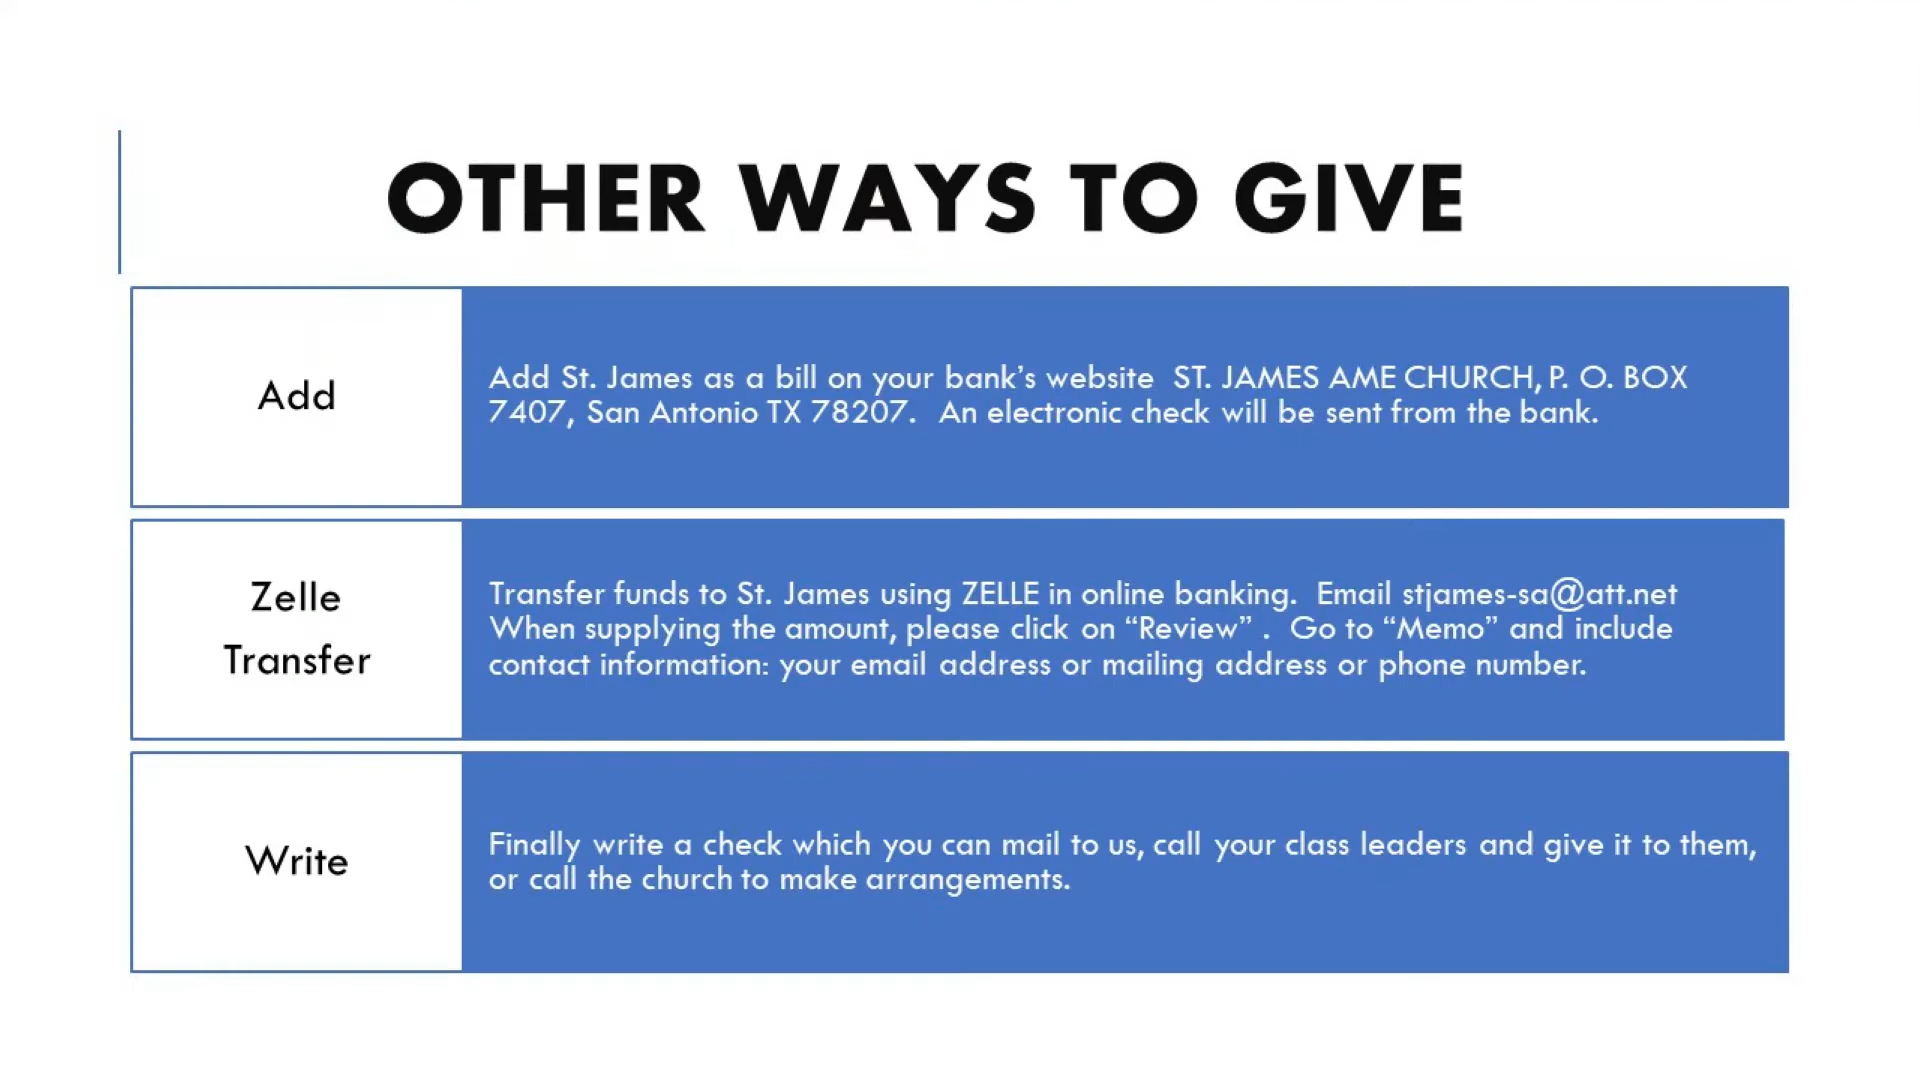 OTHER WAYS TO GIVE
Add
Add St. James as a bill on your bank’s website  ST. JAMES AME CHURCH, P. O. BOX
7407, San Antonio TX 78207.  An electronic check will be sent from the bank.
Zelle
Transfer
Transfer funds to St. James using ZELLE in online banking.  Email stjames-sa@att.net
When supplying the amount, please click on “Review” .  Go to “Memo” and include
contact information: your email address or mailing address or phone number.
Write
Finally write a check which you can mail to us, call your class leaders and give it to them,
or call the church to make arrangements.